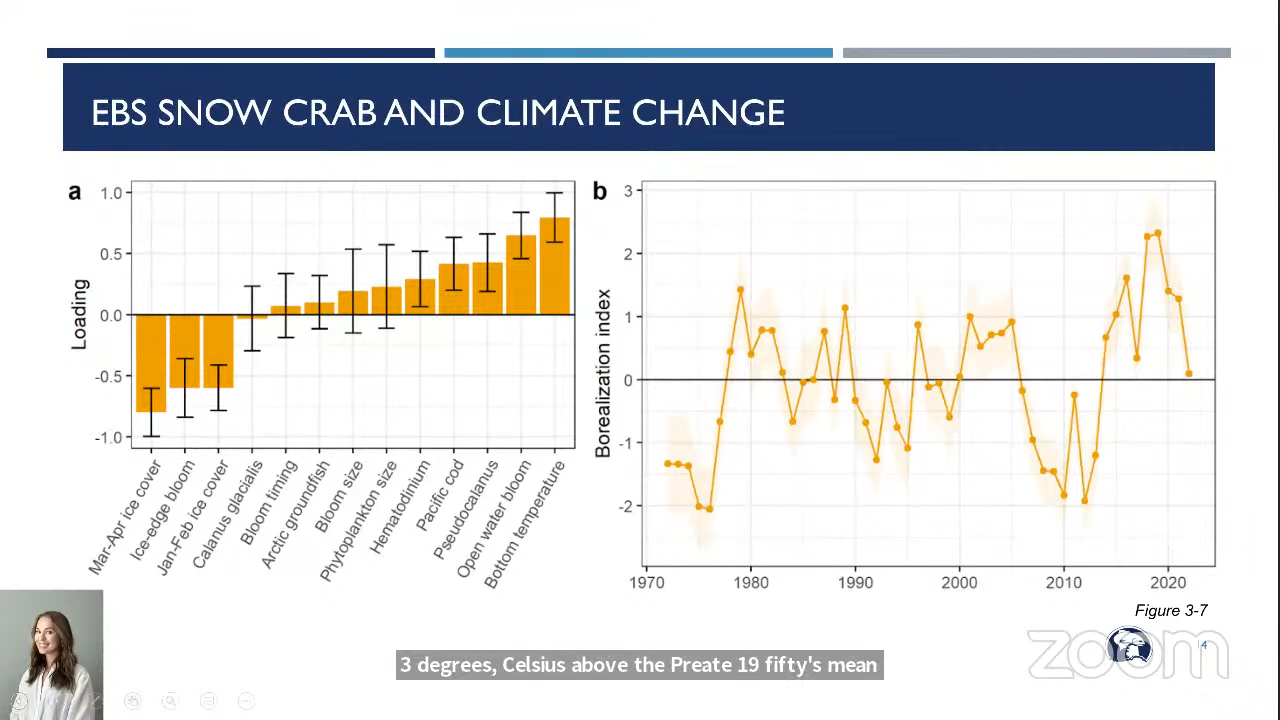 EBS SNOW CRAB AND CLIMATE CHANGE
a
1.0
0.5
0.0
-0.5
-1.0
Loading
Mar-Apr ice cover
Ice-edge bloom
Jan-Feb ice cover
Calanus glacialis
Bloom timing
Arctic groundfish
Bloom size
Phytoplankton size
Hematodinium
Pacific cod
Pseudocalanus
Open water bloom
Bottom temperature
b
3
2
1
0
-1
-2
Borealization index
1970 1980 1990 2000 2010 2020
Figure 3-7
zoom
4
3 degrees, Celsius above the Preate 19 fifty's mean